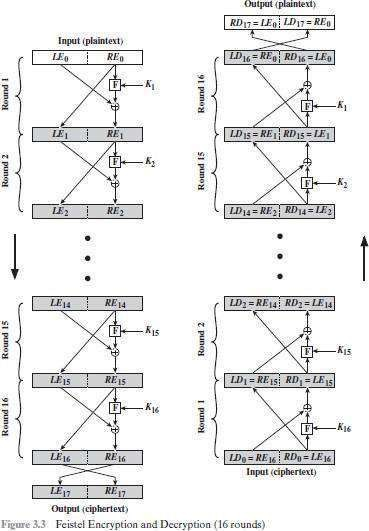 Output (plaintext)
RD17 = LE0 LD17 = RE0
Input (plaintext)
LE0 RE0
LD16 = RE0 RD16 = LE0
Round 1
F
K1
Round 16
F
K1
LE1 RE1
LD15 = RE1 RD15 = LE1
Round 2
F
K2
Round 15
F
K2
LE2 RE2
LD14 = RE2 RD14 = LE2
LE14 RE14
LD2 = RE14 RD2 = LE14
Round 15
F
K15
Round 2
F
K15
LE15 RE15
LD1 = RE15 RD1 = LE15
Round 16
F
K16
Round 1
F
K16
LE16 RE16
LD0 = RE16 RD0 = LE16
Input (ciphertext)
LE17 RE17
Output (ciphertext)
Figure 3.3 Feistel Encryption and Decryption (16 rounds)